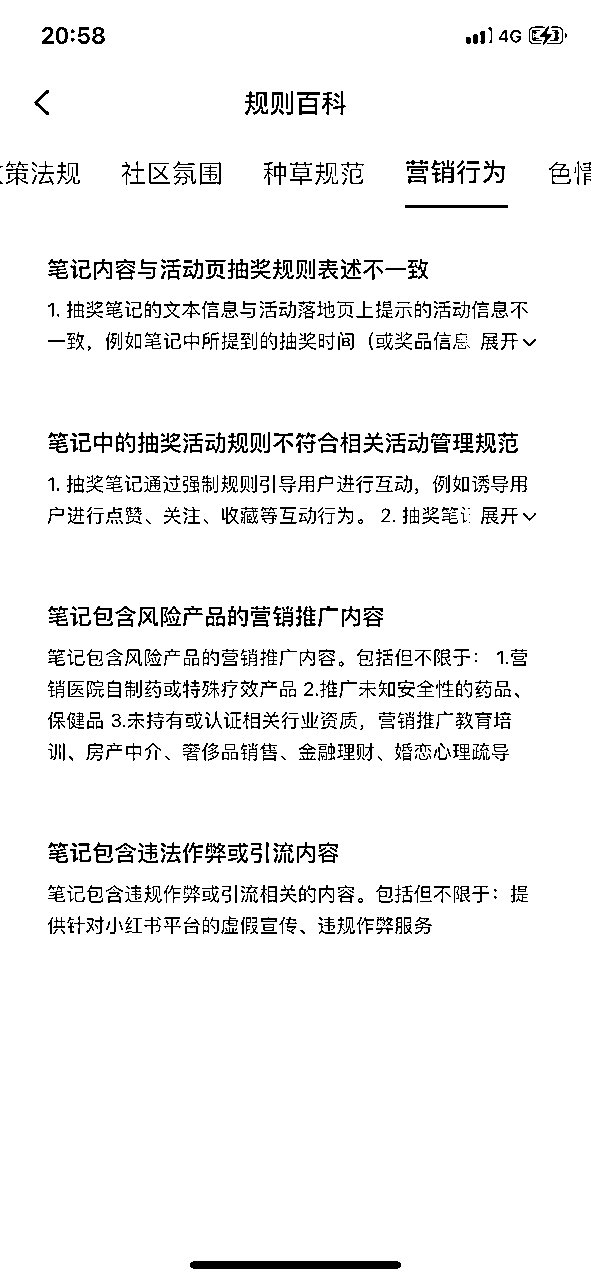 20:58
4G
规则百科
策法规 社区氛围 种草规范 营销行为 色情
笔记内容与活动页抽奖规则表述不一致
1. 抽奖笔记的文本信息与活动落地页上提示的活动信息不
一致，例如笔记中所提到的抽奖时间（或奖品信息 展开
笔记中的抽奖活动规则不符合相关活动管理规范
1. 抽奖笔记通过强制规则引导用户进行互动，例如诱导用
户进行点赞、关注、收藏等互动行为。 2. 抽奖笔记 展开
笔记包含风险产品的营销推广内容
笔记包含风险产品的营销推广内容。包括但不限于： 1.营
销医院自制药或特殊疗效产品 2.推广未知安全性的药品、
保健品 3.未持有或认证相关行业资质，营销推广教育培
训、房产中介、奢侈品销售、金融理财、婚恋心理疏导
笔记包含违法作弊或引流内容
笔记包含违规作弊或引流相关的内容。包括但不限于：提
供针对小红书平台的虚假宣传、违规作弊服务